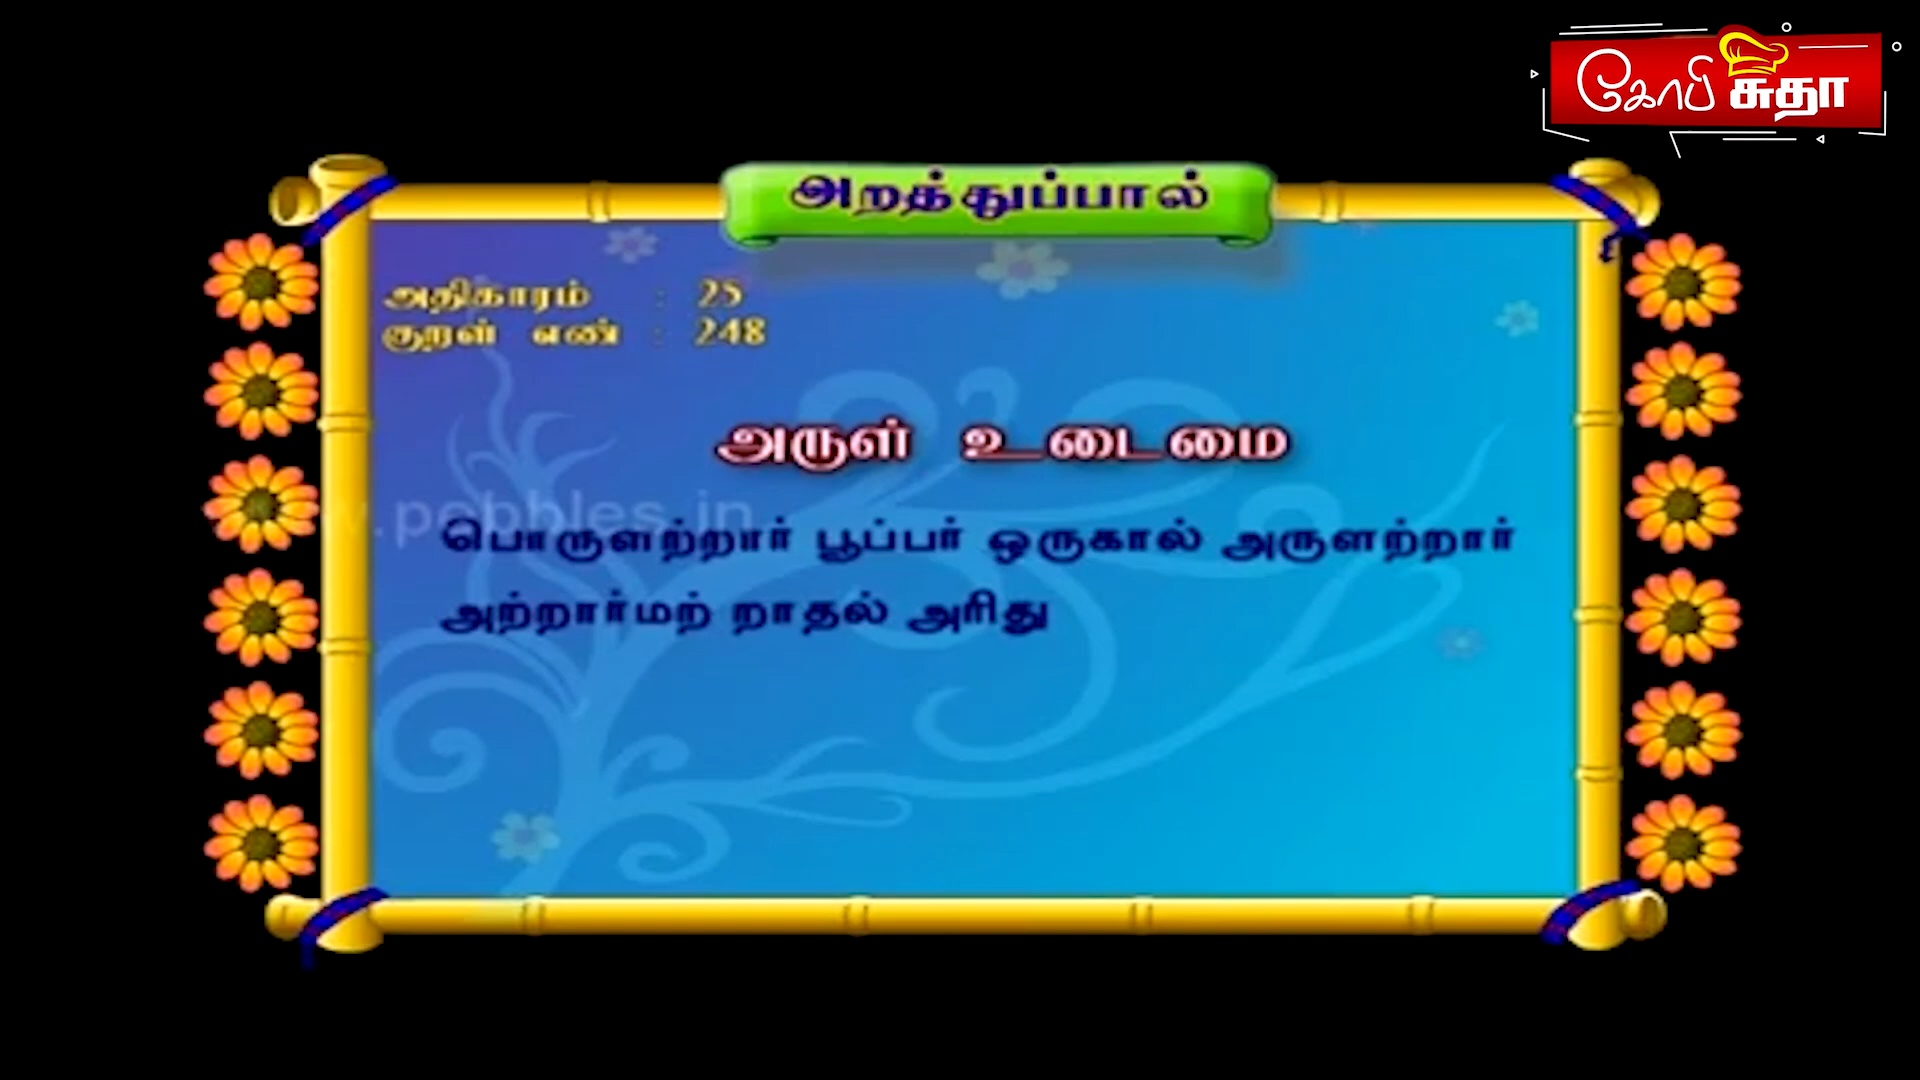 கோபி சுதா
அறத்துப்பால்
அதிகாரம் : 25
குறள் எண் : 248
அருள் உடைமை
www.pebbles.in
பொருளற்றார் பூப்பர் ஒருகால் அருளற்றார்
அற்றார்மற் றாதல் அரிது